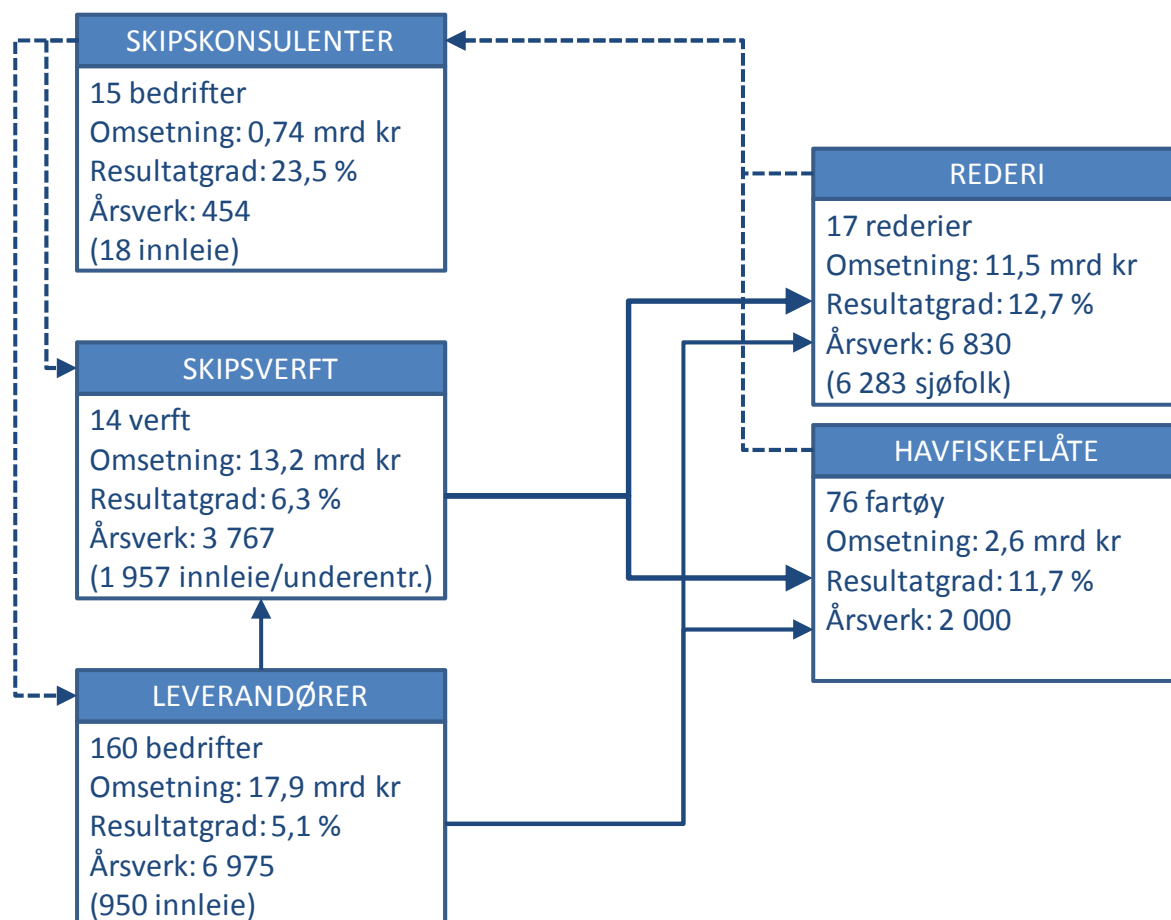 SKIPSKONSULENTER
15 bedrifter
Omsetning: 0,74 mrd kr
Resultatgrad: 23,5 %
Årsverk: 454
(18 innleie)
REDERI
17 rederier
Omsetning: 11,5 mrd kr
Resultatgrad: 12,7 %
Årsverk: 6 830
(6 283 sjøfolk)
SKIPSVERFT
14 verft
Omsetning: 13,2 mrd kr
Resultatgrad: 6,3 %
Årsverk: 3 767
(1 957 innleie/underentr.)
HAVFISKEFLÅTE
76 fartøy
Omsetning: 2,6 mrd kr
Resultatgrad: 11,7 %
Årsverk: 2 000
LEVERANDØRER
160 bedrifter
Omsetning: 17,9 mrd kr
Resultatgrad: 5,1 %
Årsverk: 6 975
(950 innleie)